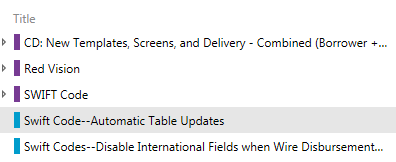 Title
CD: New Templates, Screens, and Delivery - Combined (Borrower +...
Red Vision
SWIFT Code
Swift Code--Automatic Table Updates
Swift Codes--Disable International Fields when Wire Disbursement...